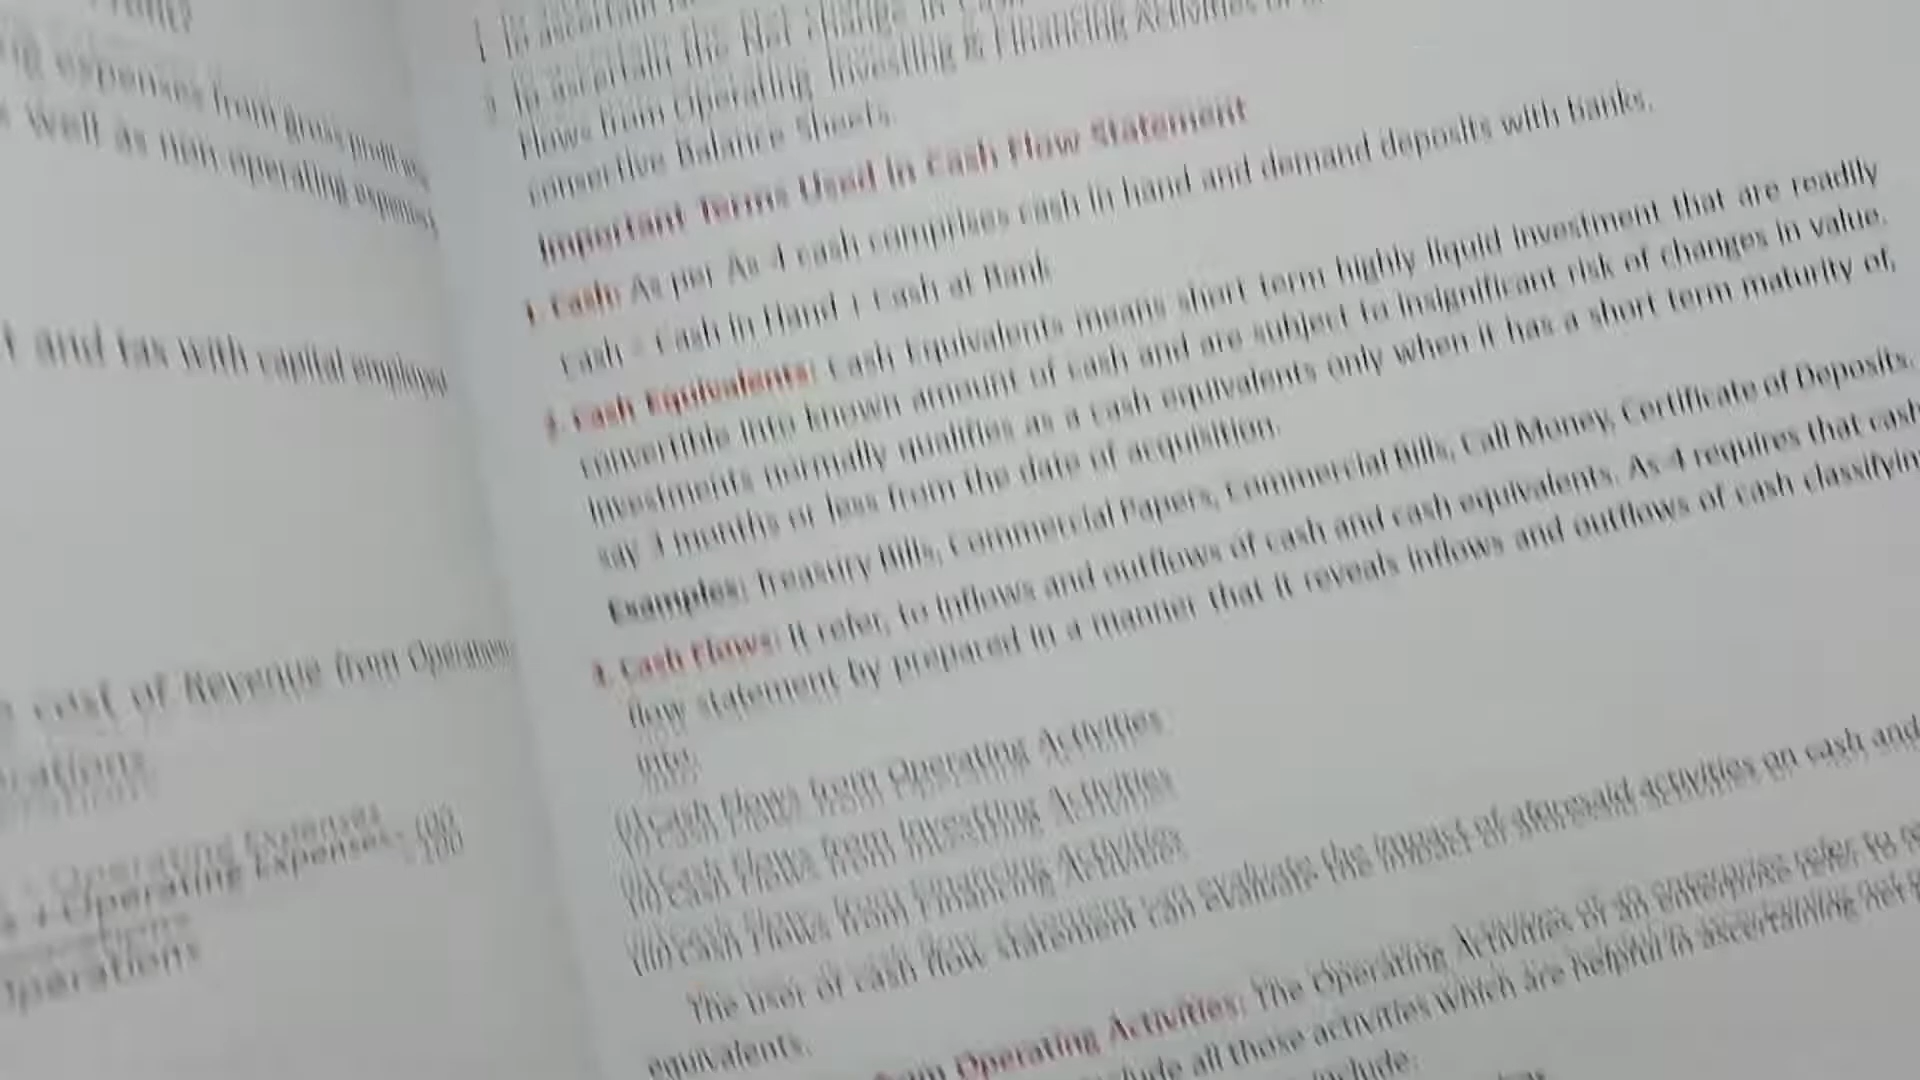 ng expenses from gross profit
well as non-operating expenses
and tax with capital employed
cost of Revenue from Operations
Operating Expenses
+ Operating Expenses × 100
Operations
1. To ascertain
2. To ascertain the Net change in
Flows from Operating, Investing & Financing Activities
consertive Balance Sheets.
Important Terms Used in Cash Flow Statement
1. Cash: As per As-4 cash comprises cash in hand and demand deposits with banks.
Cash = Cash in Hand + Cash at Bank
2. Cash Equivalents: Cash Equivalents means short term highly liquid investment that are readily
convertible into known amount of cash and are subject to insignificant risk of changes in value.
Investments normally qualifies as a cash equivalents only when it has a short term maturity of,
say 3 months or less from the date of acquisition.
Examples: Treasury Bills, Commercial Papers, Commercial Bills, Call Money, Certificate of Deposits.
3. Cash Flows: It refer, to inflows and outflows of cash and cash equivalents. As-4 requires that cash
flow statement by prepared in a manner that it reveals inflows and outflows of cash classifying
into:
(i) Cash Flows from Operating Activities
(ii) Cash Flows from Investing Activities
(iii) Cash Flows from Financing Activities
The user of cash flow statement can evaluate the impact of aforesaid activities on cash and
equivalents.
from Operating Activities: The Operating Activities of an enterprise refer to
include all those activities which are helpful in ascertaining net
include: